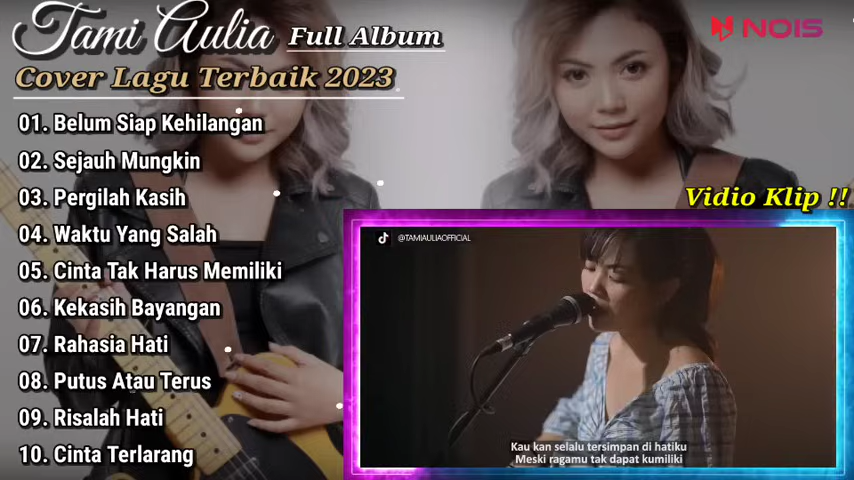 Tami Aulia Full Album
NOIS
Cover Lagu Terbaik 2023
01. Belum Siap Kehilangan
02. Sejauh Mungkin
03. Pergilah Kasih
04. Waktu Yang Salah
05. Cinta Tak Harus Memiliki
06. Kekasih Bayangan
07. Rahasia Hati
08. Putus Atau Terus
09. Risalah Hati
10. Cinta Terlarang
Vidio Klip !!
@TAMIAULIAOFFICIAL
Kau kan selalu tersimpan di hatiku
Meski ragamu tak dapat kumiliki